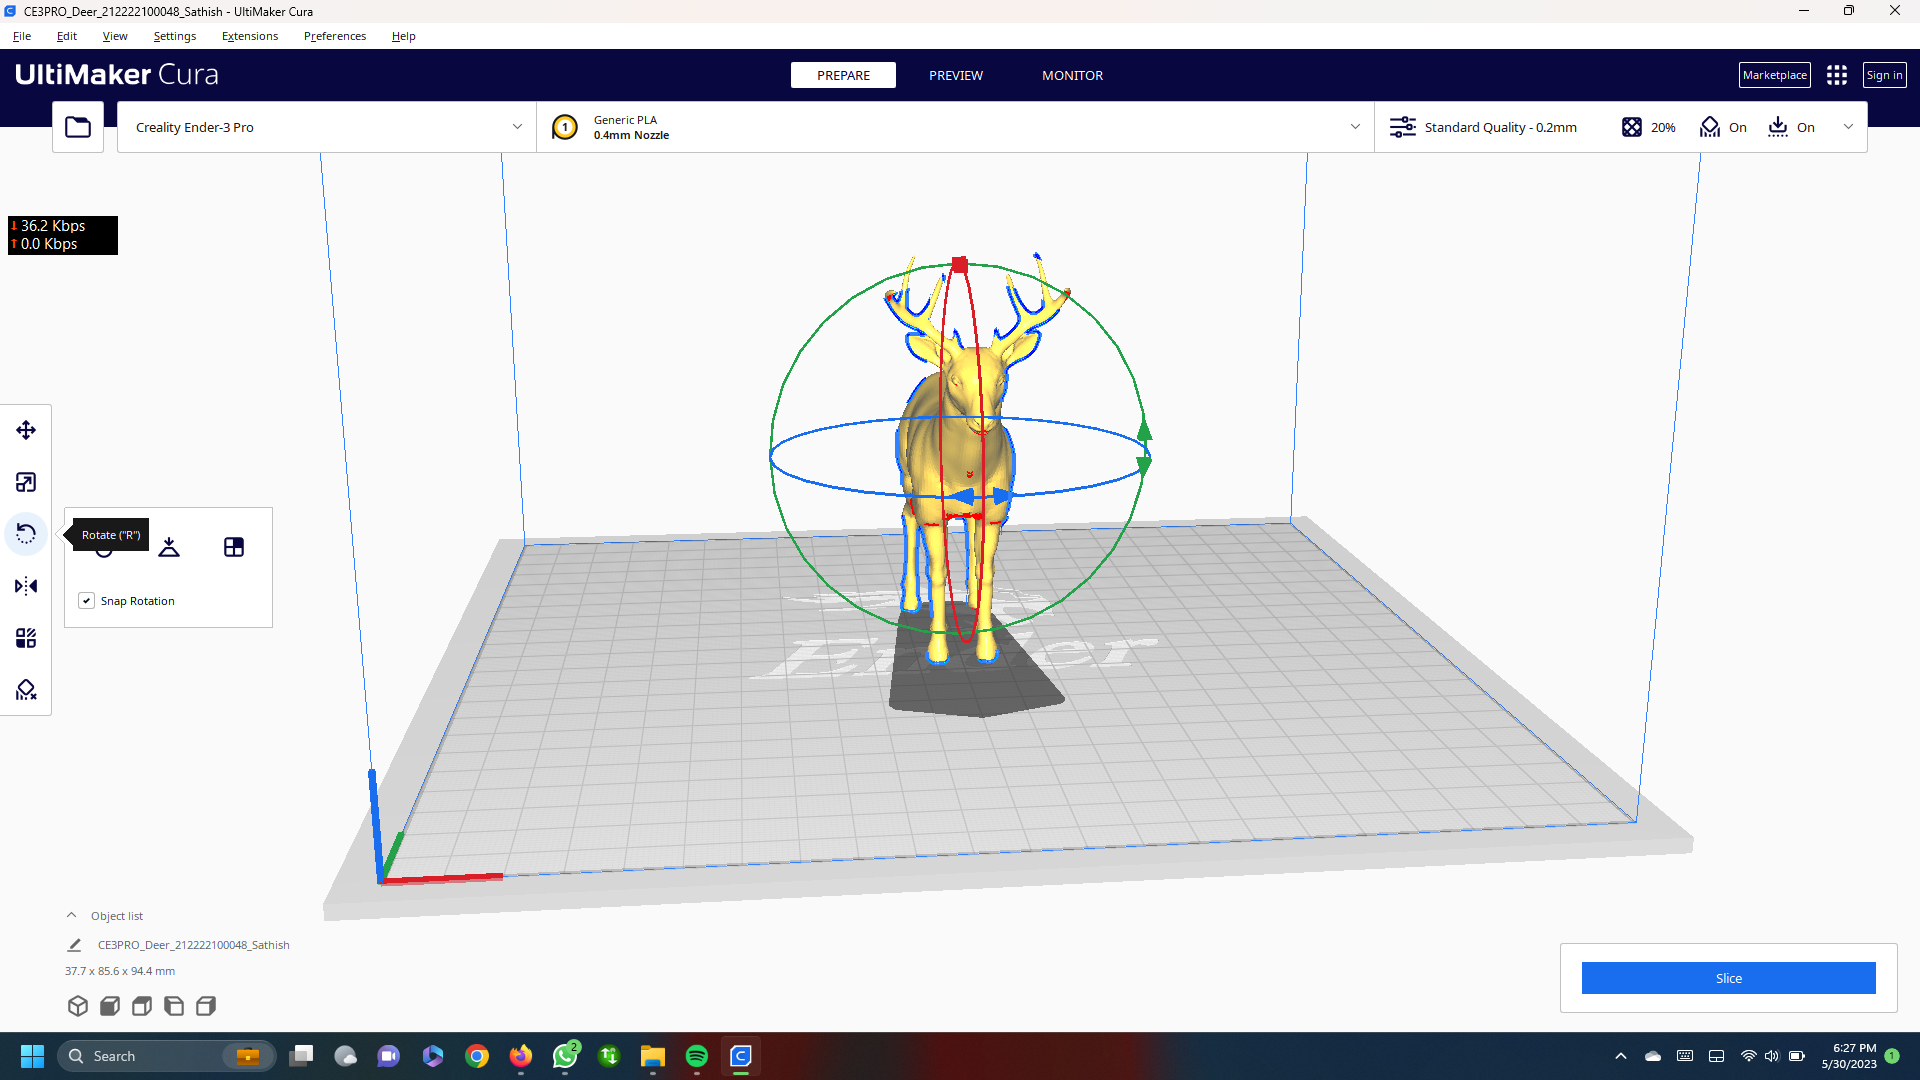 CE3PRO_Deer_212222100048_Sathish - UltiMaker Cura
File Edit View Settings Extensions Preferences Help
UltiMaker Cura
PREPARE PREVIEW MONITOR
Marketplace
Sign in
Creality Ender-3 Pro
1
Generic PLA
0.4mm Nozzle
Standard Quality - 0.2mm
20%
On
On
36.2 Kbps
0.0 Kbps
Rotate ("R")
Snap Rotation
Ender
Object list
CE3PRO_Deer_212222100048_Sathish
37.7 x 85.6 x 94.4 mm
Slice
Search
2
6:27 PM
5/30/2023
1